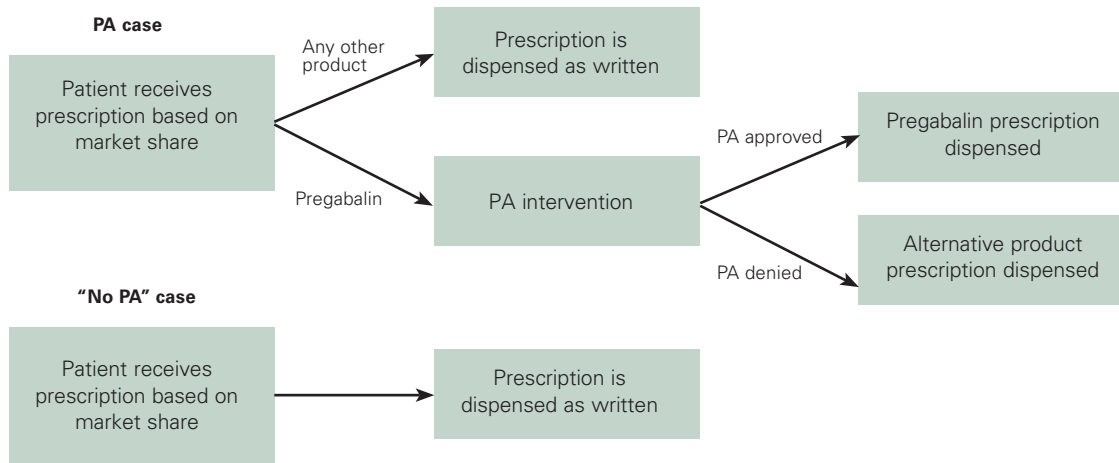 PA case
Patient receives
prescription based on
market share
Any other
product
Prescription is
dispensed as written
Pregabalin
PA intervention
PA approved
Pregabalin prescription
dispensed
PA denied
Alternative product
prescription dispensed
“No PA” case
Patient receives
prescription based on
market share
Prescription is
dispensed as written